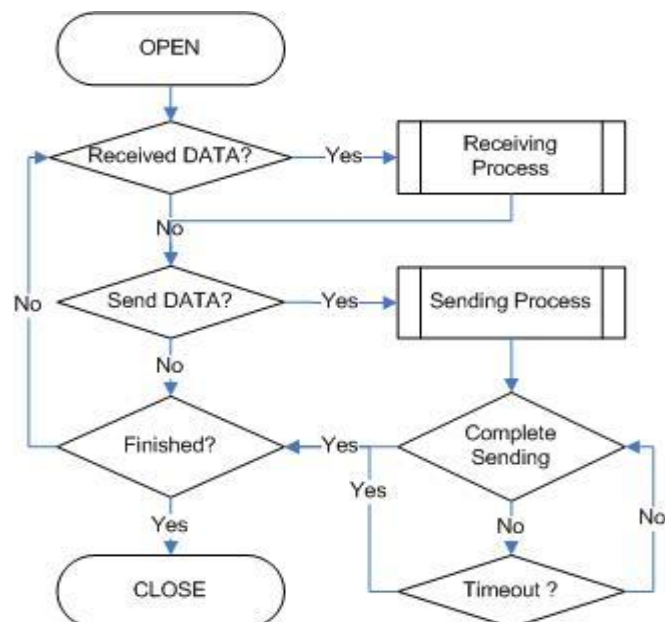 OPEN
Received DATA?
Yes
Receiving
Process
No
No
Send DATA?
Yes
Sending Process
No
Finished?
Yes
Complete
Sending
Yes
Yes
No
No
CLOSE
Timeout ?